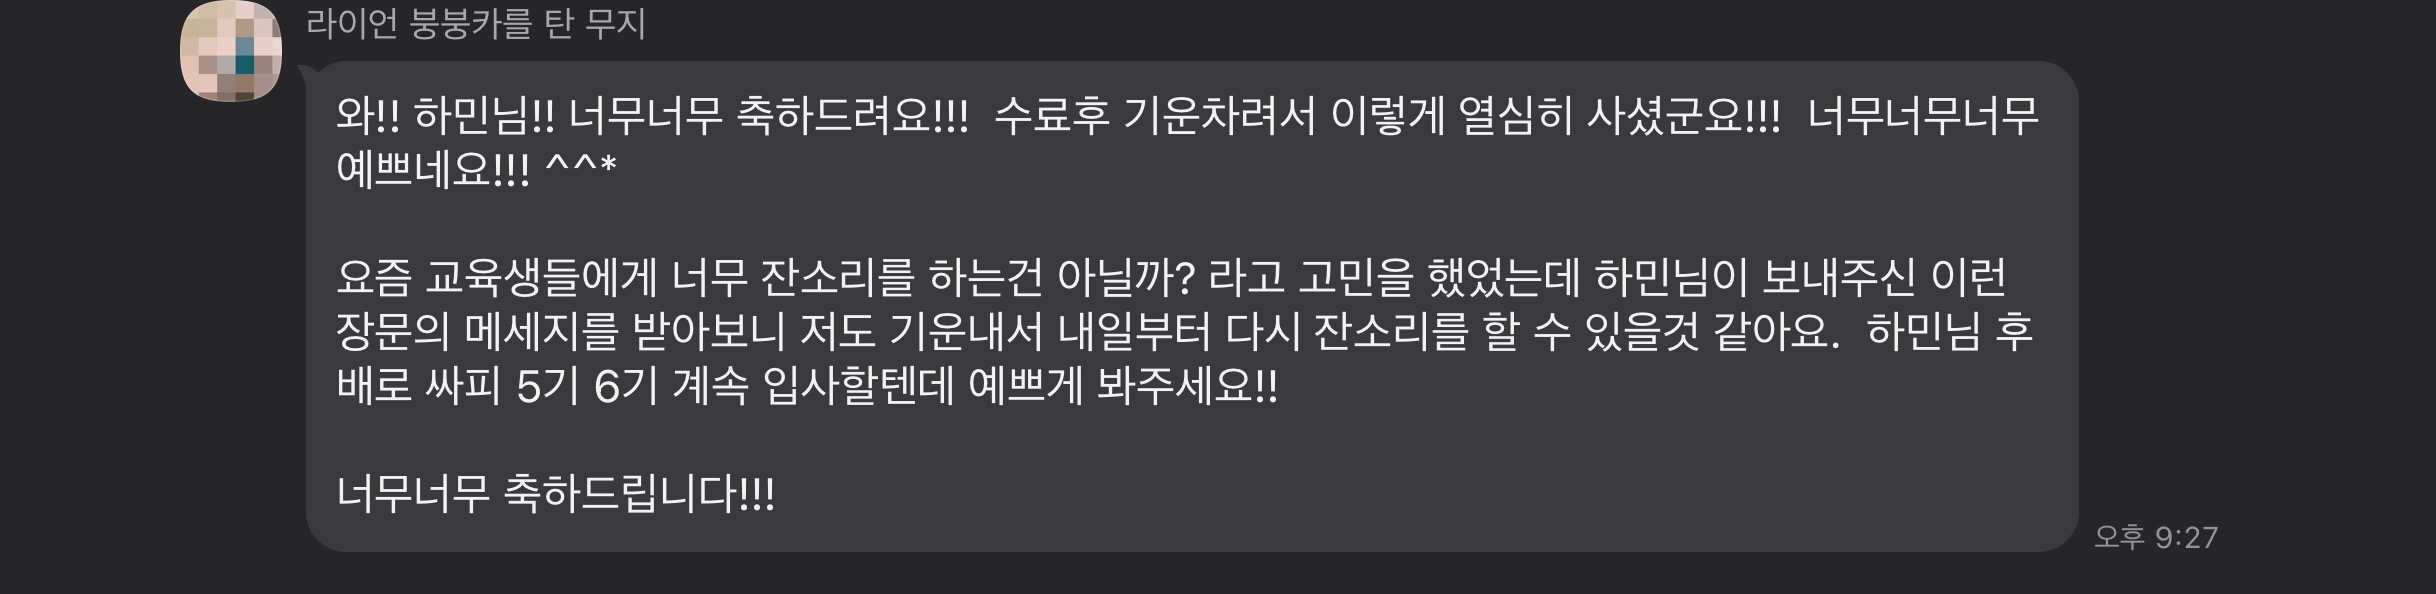 라이언 붕붕카를 탄 무지
와!! 하민님!! 너무너무 축하드려요!!!  수료후 기운차려서 이렇게 열심히 사셨군요!!!  너무너무너무
예쁘네요!!! ^^*
요즘 교육생들에게 너무 잔소리를 하는건 아닐까? 라고 고민을 했었는데 하민님이 보내주신 이런
장문의 메세지를 받아보니 저도 기운내서 내일부터 다시 잔소리를 할 수 있을것 같아요.  하민님 후
배로 싸피 5기 6기 계속 입사할텐데 예쁘게 봐주세요!!
너무너무 축하드립니다!!!
오후 9:27